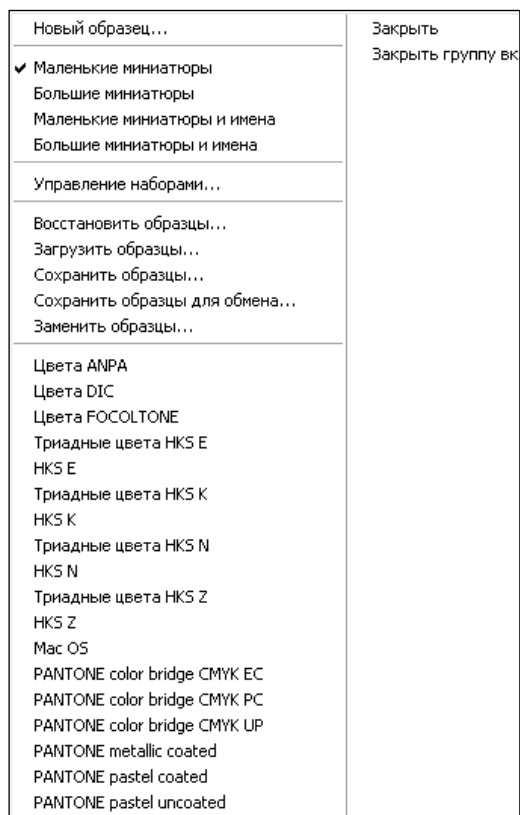 Новый образец...
Маленькие миниатюры
Большие миниатюры
Маленькие миниатюры и имена
Большие миниатюры и имена
Управление наборами...
Восстановить образцы...
Загрузить образцы...
Сохранить образцы...
Сохранить образцы для обмена...
Заменить образцы...
Цвета ANPA
Цвета DIC
Цвета FOCOLTONE
Триадные цвета HKS E
HKS E
Триадные цвета HKS K
HKS K
Триадные цвета HKS N
HKS N
Триадные цвета HKS Z
HKS Z
Mac OS
PANTONE color bridge CMYK EC
PANTONE color bridge CMYK PC
PANTONE color bridge CMYK UP
PANTONE metallic coated
PANTONE pastel coated
PANTONE pastel uncoated
Закрыть
Закрыть группу вк